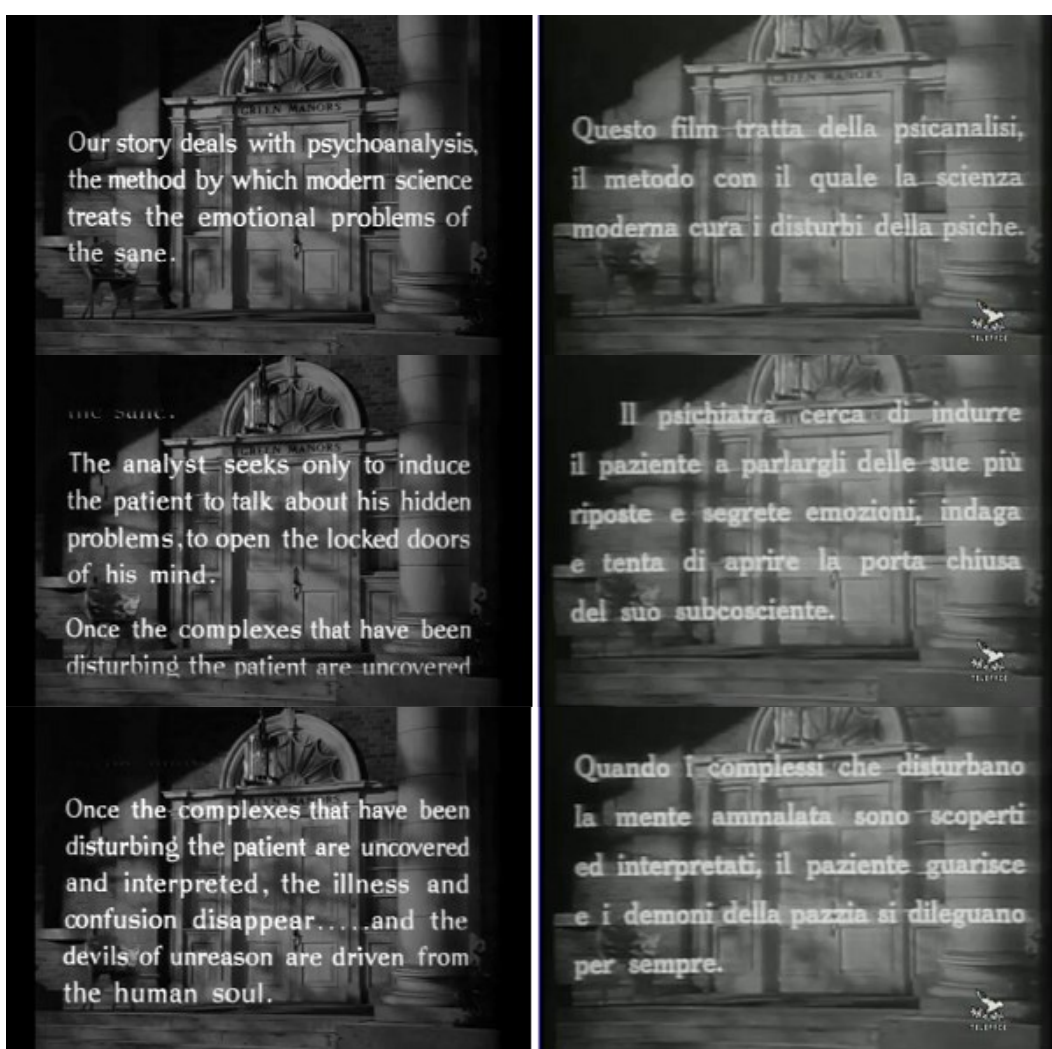 GREEN MANORS
Our story deals with psychoanalysis,
the method by which modern science
treats the emotional problems of
the sane.
GREEN MANORS
Questo film tratta della psicanalisi,
il metodo con il quale la scienza
moderna cura i disturbi della psiche.
TELEPACE
the sane.
GREEN MANORS
The analyst seeks only to induce
the patient to talk about his hidden
problems, to open the locked doors
of his mind.
Once the complexes that have been
disturbing the patient are uncovered
Il psichiatra cerca di indurre
il paziente a parlargli delle sue più
riposte e segrete emozioni, indaga
e tenta di aprire la porta chiusa
del suo subcosciente.
TELEPACE
Once the complexes that have been
disturbing the patient are uncovered
and interpreted, the illness and
confusion disappear.....and the
devils of unreason are driven from
the human soul.
Quando i complessi che disturbano
la mente ammalata sono scoperti
ed interpretati, il paziente guarisce
e i demoni della pazzia si dileguano
per sempre.
TELEPACE